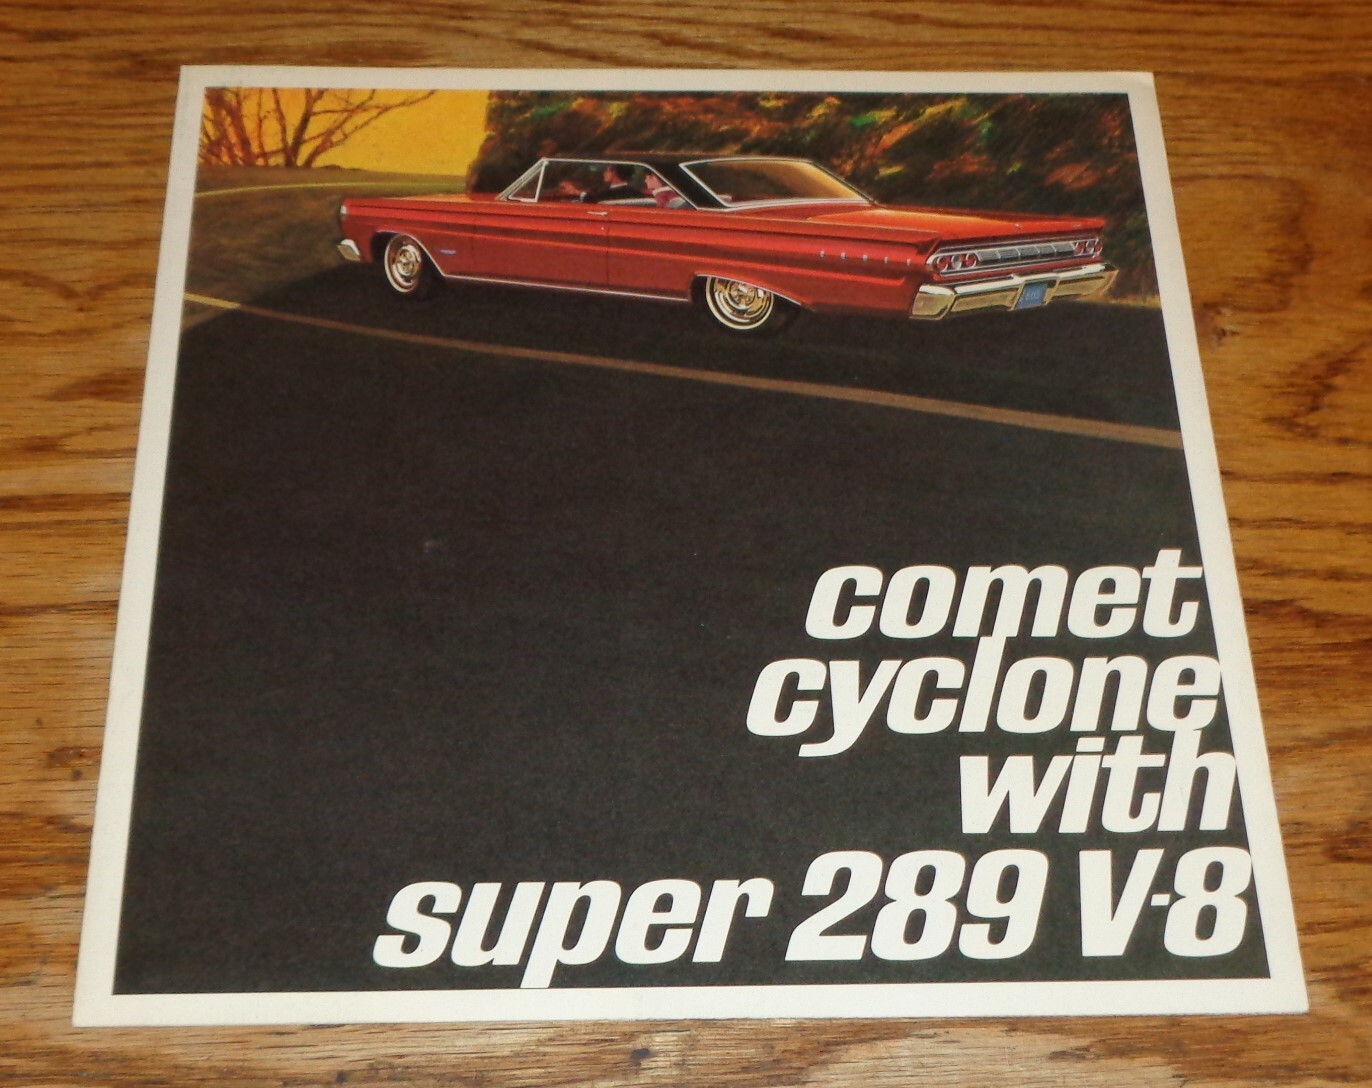 comet
cyclone
with
super 289 V-8